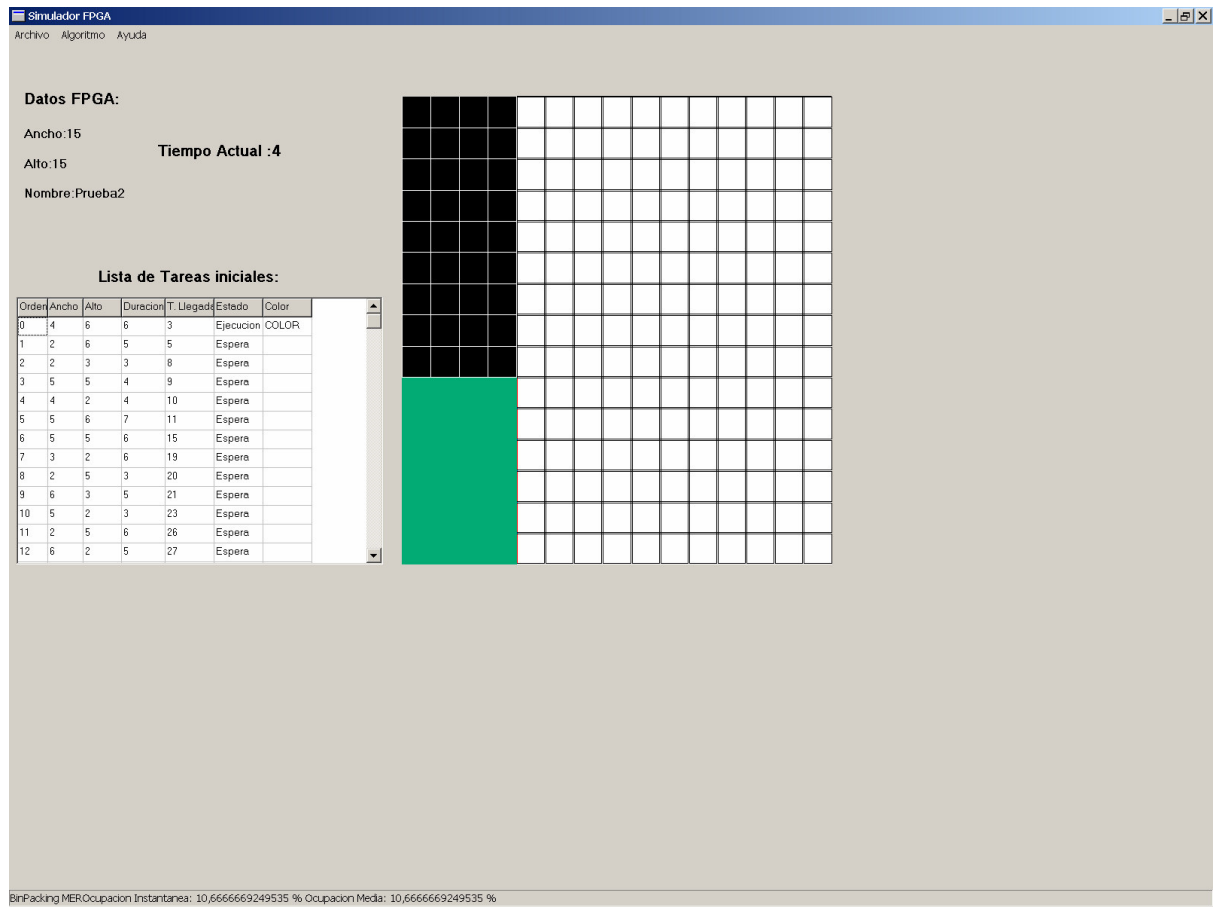 Simulador FPGA
Archivo Algoritmo Ayuda
Datos FPGA:
Ancho:15
Tiempo Actual :4
Alto:15
Nombre:Prueba2
Lista de Tareas iniciales:
Orden Ancho Alto Duracion T. Llegada Estado Color
0 4 6 6 3 Ejecucion COLOR
1 2 6 5 5 Espera
2 2 3 3 8 Espera
3 5 5 4 9 Espera
4 4 2 4 10 Espera
5 5 6 7 11 Espera
6 5 5 6 15 Espera
7 3 2 6 19 Espera
8 2 5 3 20 Espera
9 6 3 5 21 Espera
10 5 2 3 23 Espera
11 2 5 6 26 Espera
12 6 2 5 27 Espera
BinPacking MEROcupacion Instantanea: 10,6666669249535 % Ocupacion Media: 10,6666669249535 %